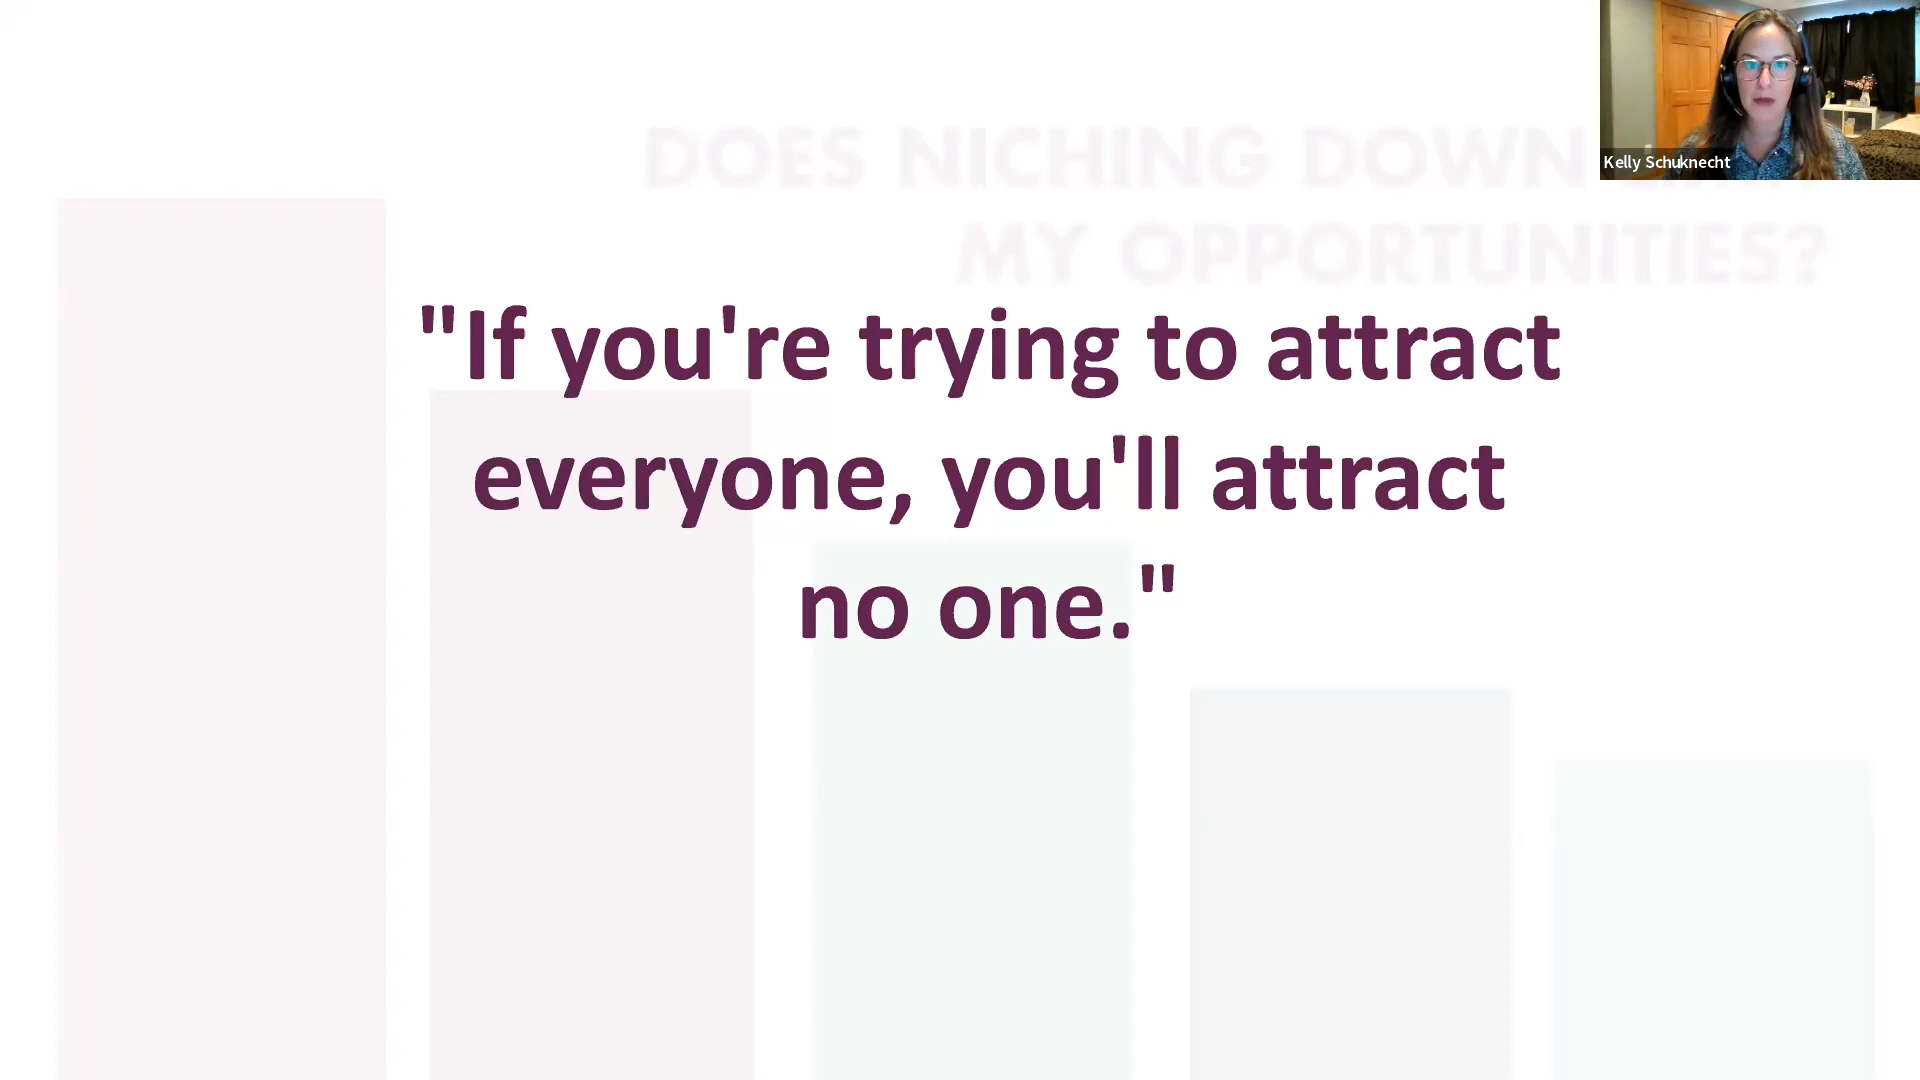 DOES NICHING DOWN
MY OPPORTUNITIES?
"If you're trying to attract
everyone, you'll attract
no one."
Kelly Schuknecht